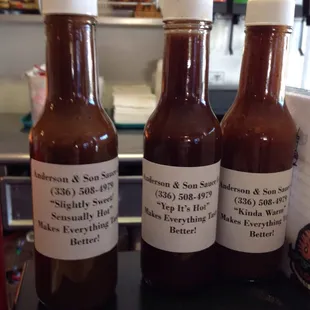 Anderson & Son Sauce
(336) 508-4979
"Slightly Sweet
Sensually Hot"
Makes Everything
Better!
Anderson & Son Sauce
(336) 508-4979
"Yep It's Hot"
Makes Everything
Better!
Anderson & Son Sauce
(336) 508-4979
"Kinda Warm"
Makes Everything
Better!